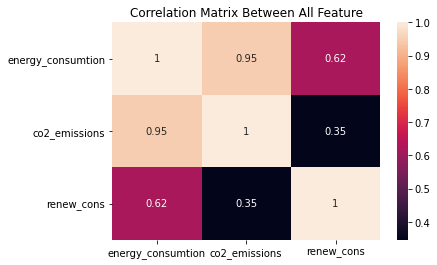 Correlation Matrix Between All Feature
energy_consumtion
1
0.95
0.62
co2_emissions
0.95
1
0.35
renew_cons
0.62
0.35
1
energy_consumtion
co2_emissions
renew_cons
1.0
0.9
0.8
0.7
0.6
0.5
0.4